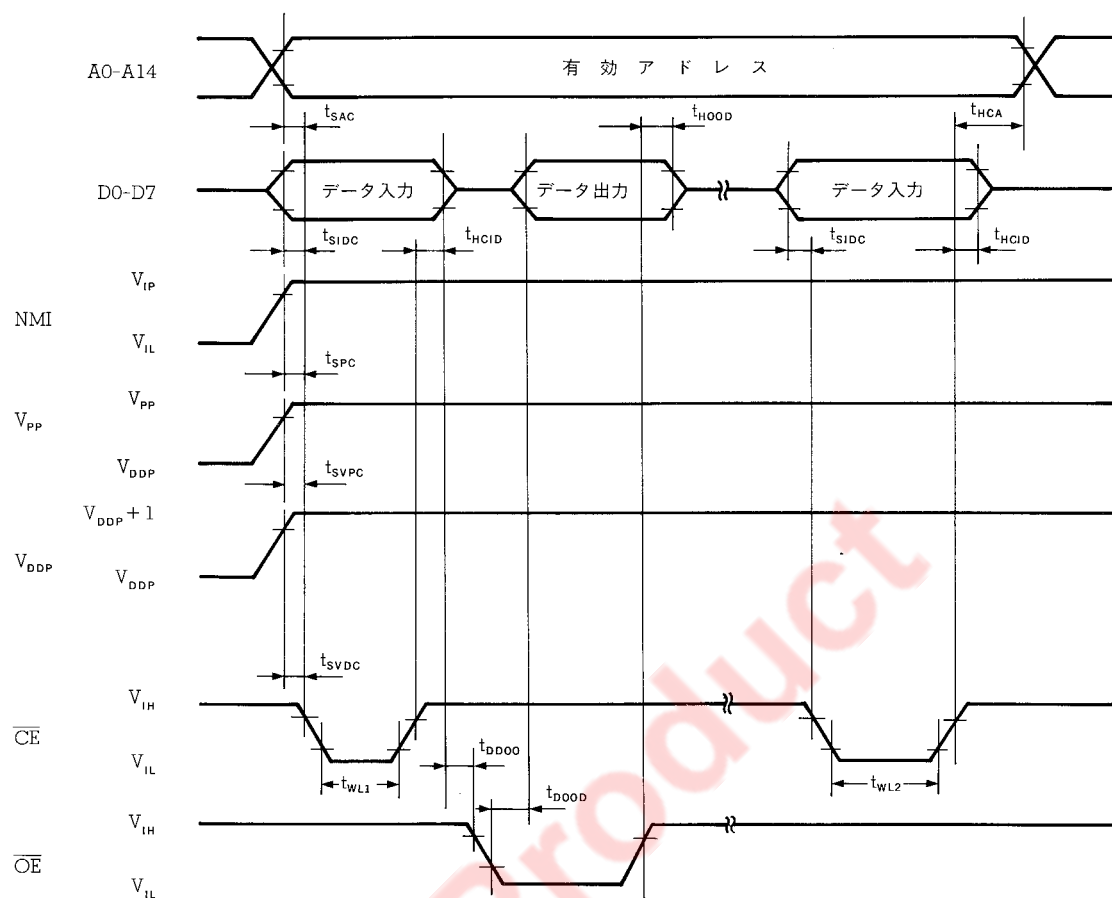 A0-A14
有効アドレス
tSAC
tHOOD
tHCA
D0-D7
データ入力
データ出力
データ入力
tSIDC
tHCID
tSIDC
tHCID
NMI
VIP
VIL
tSPC
VPP
VPP
VDDP
tSVPC
VDDP
VDDP+1
VDDP
tSVDC
CE
VIH
VIL
tWL1
tDDOO
tWL2
tDOOD
OE
VIH
VIL
Product